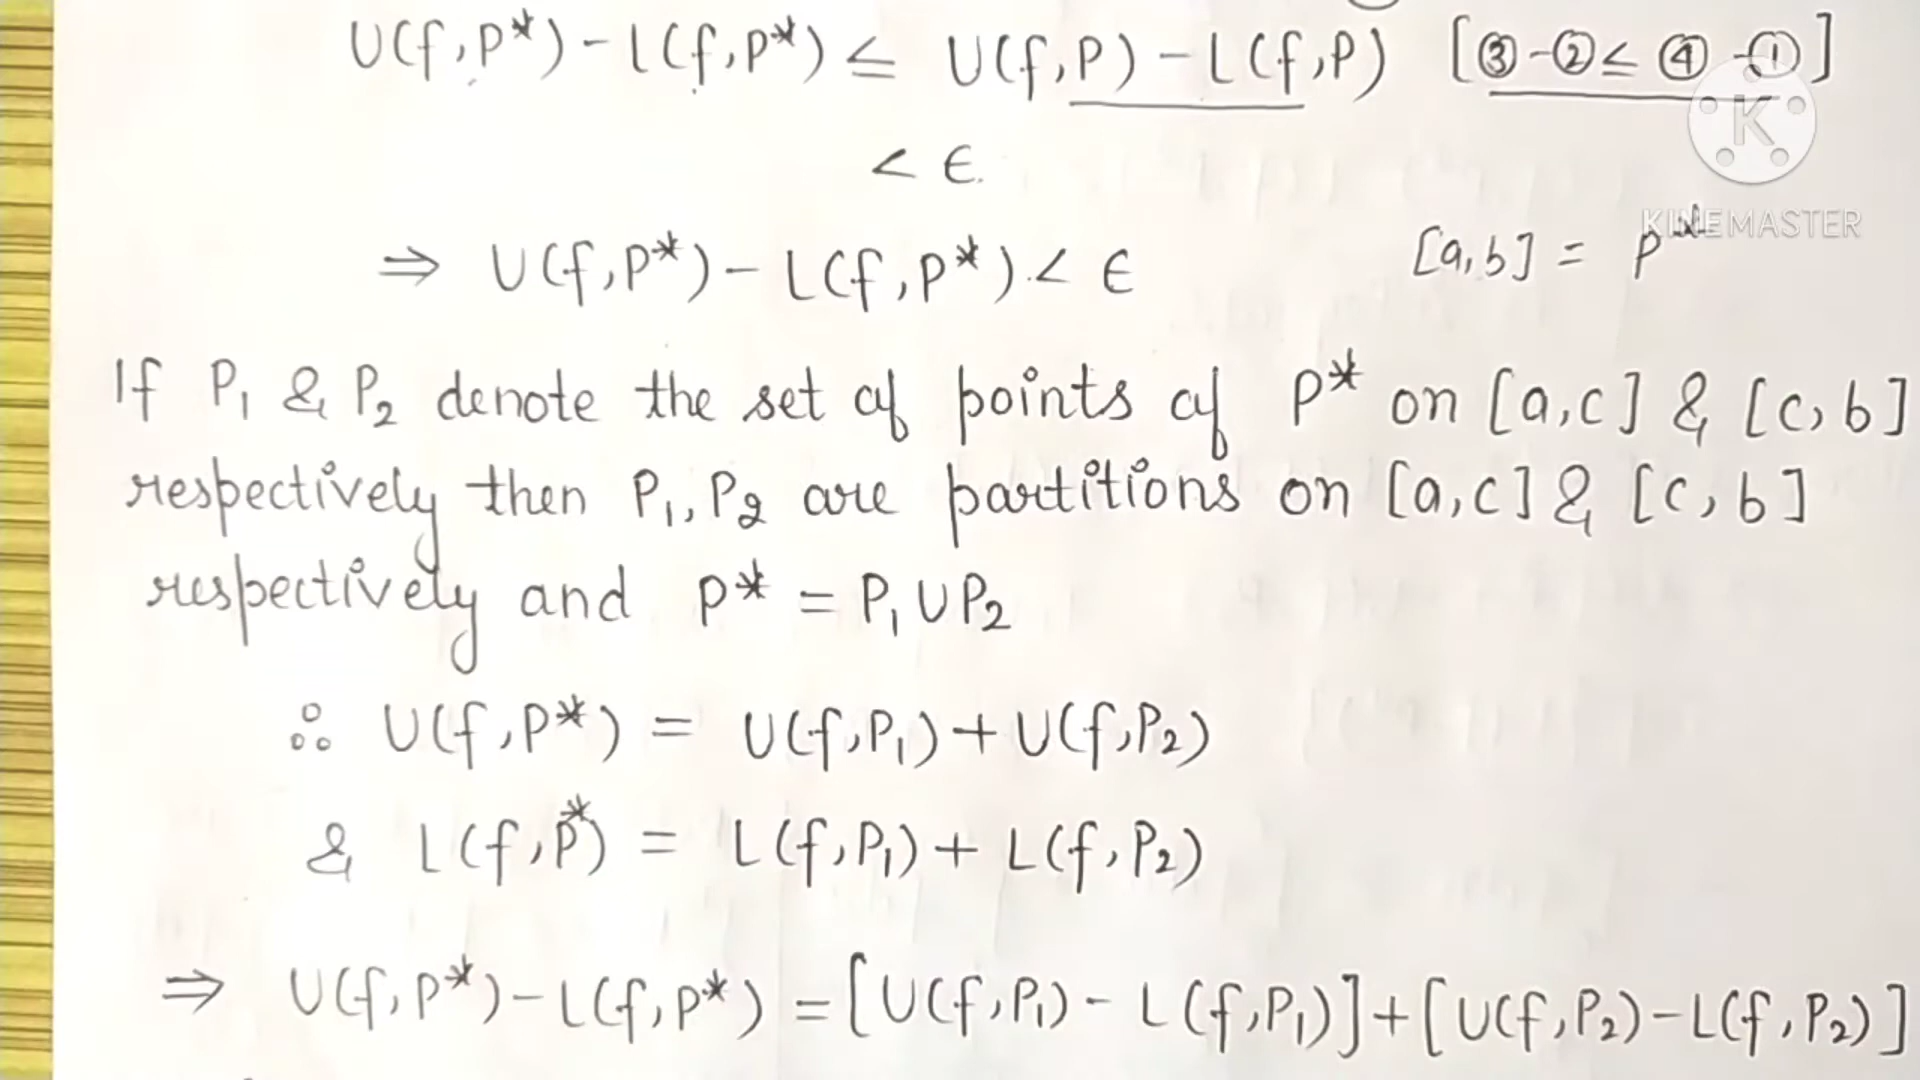 U(f,P*) - L(f,P*) ≤ U(f,P) - L(f,P) [③-②≤ ④-①]
< ϵ
K
KINEMASTER
⇒ U(f,P*) - L(f,P*) < ϵ
[a,b] = P*
If P₁ & P₂ denote the set of points of P* on [a,c] & [c,b]
respectively then P₁,P₂ are partitions on [a,c] & [c,b]
respectively and P* = P₁∪P₂
∴ U(f,P*) = U(f,P₁)+U(f,P₂)
& L(f,P*) = L(f,P₁)+ L(f,P₂)
⇒ U(f,P*) - L(f,P*) = [U(f,P₁) - L(f,P₁)]+[U(f,P₂)-L(f,P₂)]